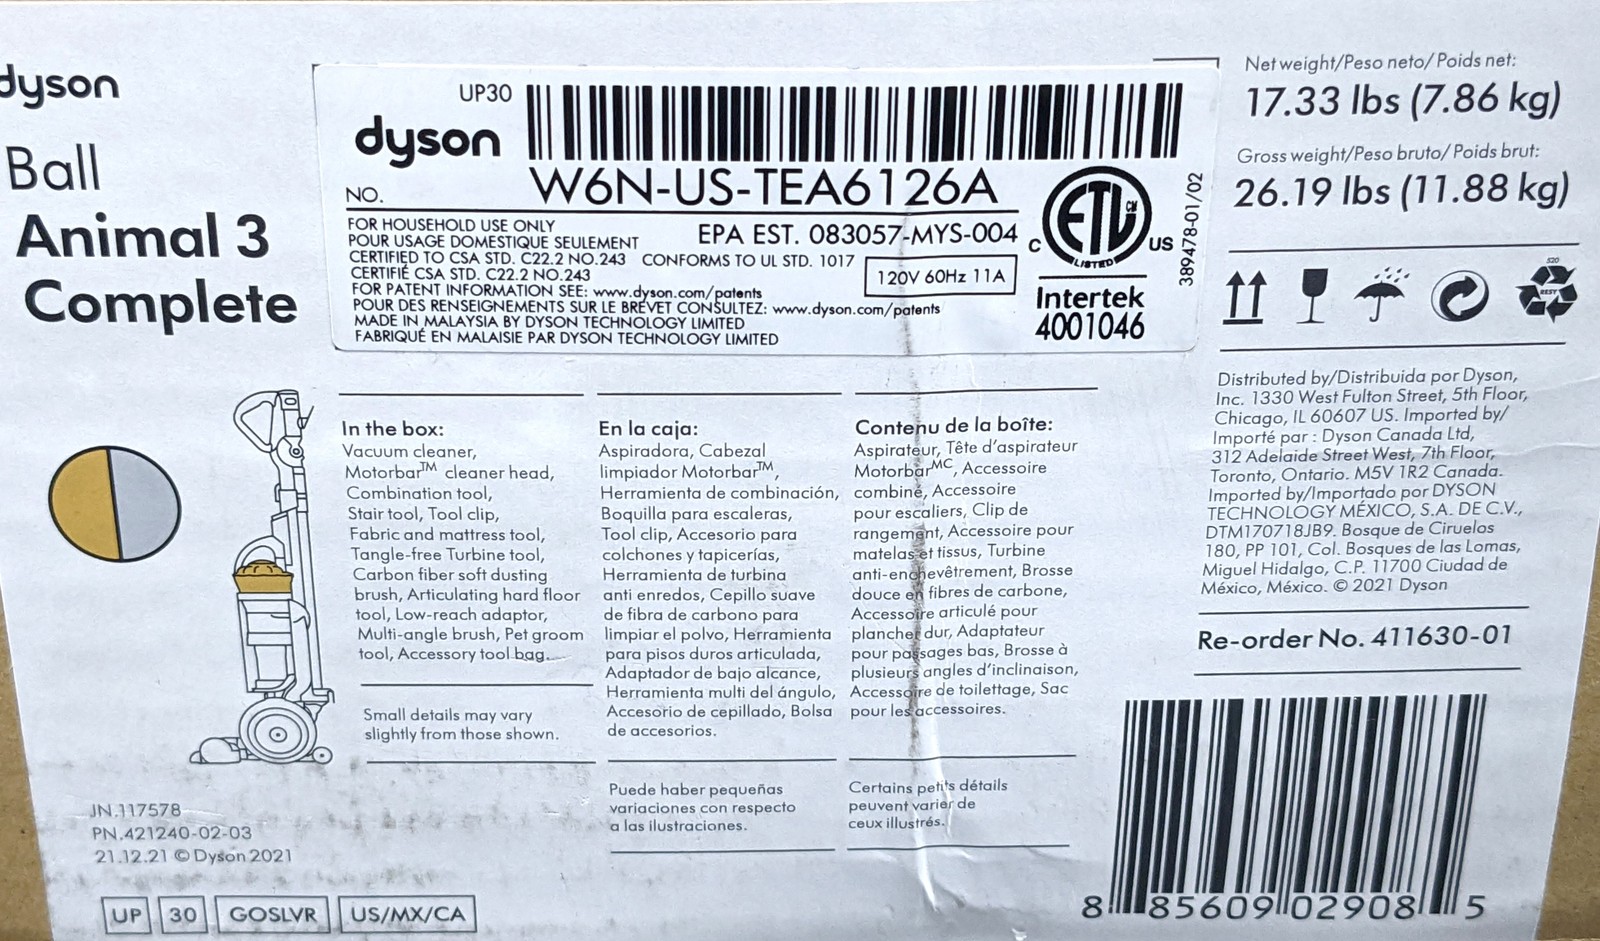 dyson
Ball
Animal 3
Complete
UP30
dyson
NO.
W6N-US-TEA6126A
FOR HOUSEHOLD USE ONLY
POUR USAGE DOMESTIQUE SEULEMENT
EPA EST. 083057-MYS-004
CERTIFIED TO CSA STD. C22.2 NO.243 CONFORMS TO UL STD. 1017
CERTIFIÉ CSA STD. C22.2 NO.243
120V 60Hz 11A
FOR PATENT INFORMATION SEE: www.dyson.com/patents
POUR DES RENSEIGNEMENTS SUR LE BREVET CONSULTEZ: www.dyson.com/patents
MADE IN MALAYSIA BY DYSON TECHNOLOGY LIMITED
FABRIQUÉ EN MALAISIE PAR DYSON TECHNOLOGY LIMITED
ETL CM
LISTED
C US
Intertek
4001046
389478-01/02
Net weight/Peso neto/ Poids net:
17.33 lbs (7.86 kg)
Gross weight/Peso bruto/ Poids brut:
26.19 lbs (11.88 kg)
RESY
Distributed by/Distribuida por Dyson,
Inc. 1330 West Fulton Street, 5th Floor,
Chicago, IL 60607 US. Imported by/
Importé par : Dyson Canada Ltd,
312 Adelaide Street West, 7th Floor,
Toronto, Ontario. M5V 1R2 Canada.
Imported by/Importado por DYSON
TECHNOLOGY MÉXICO, S.A. DE C.V.,
DTM170718JB9. Bosque de Ciruelos
180, PP 101, Col. Bosques de las Lomas,
Miguel Hidalgo, C.P. 11700 Ciudad de
México, México. © 2021 Dyson
Re-order No. 411630-01
8 85609 02908 5
In the box:
Vacuum cleaner,
Motorbar™ cleaner head,
Combination tool,
Stair tool, Tool clip,
Fabric and mattress tool,
Tangle-free Turbine tool,
Carbon fiber soft dusting
brush, Articulating hard floor
tool, Low-reach adaptor,
Multi-angle brush, Pet groom
tool, Accessory tool bag.
Small details may vary
slightly from those shown.
En la caja:
Aspiradora, Cabezal
limpiador Motorbar™,
Herramienta de combinación,
Boquilla para escaleras,
Tool clip, Accesorio para
colchones y tapicerías,
Herramienta de turbina
anti enredos, Cepillo suave
de fibra de carbono para
limpiar el polvo, Herramienta
para pisos duros articulada,
Adaptador de bajo alcance,
Herramienta multi del ángulo,
Accesorio de cepillado, Bolsa
de accesorios.
Puede haber pequeñas
variaciones con respecto
a las ilustraciones.
Contenu de la boîte:
Aspirateur, Tête d'aspirateur
Motorbar MC, Accessoire
combiné, Accessoire
pour escaliers, Clip de
rangement, Accessoire pour
matelas et tissus, Turbine
anti-enchevêtrement, Brosse
douce en fibres de carbone,
Accessoire articulé pour
plancher dur, Adaptateur
pour passages bas, Brosse à
plusieurs angles d'inclinaison,
Accessoire de toilettage, Sac
pour les accessoires.
Certains petits détails
peuvent varier de
ceux illustrés.
JN.117578
PN.421240-02-03
21.12.21 © Dyson 2021
UP 30 GOSLVR US/MX/CA